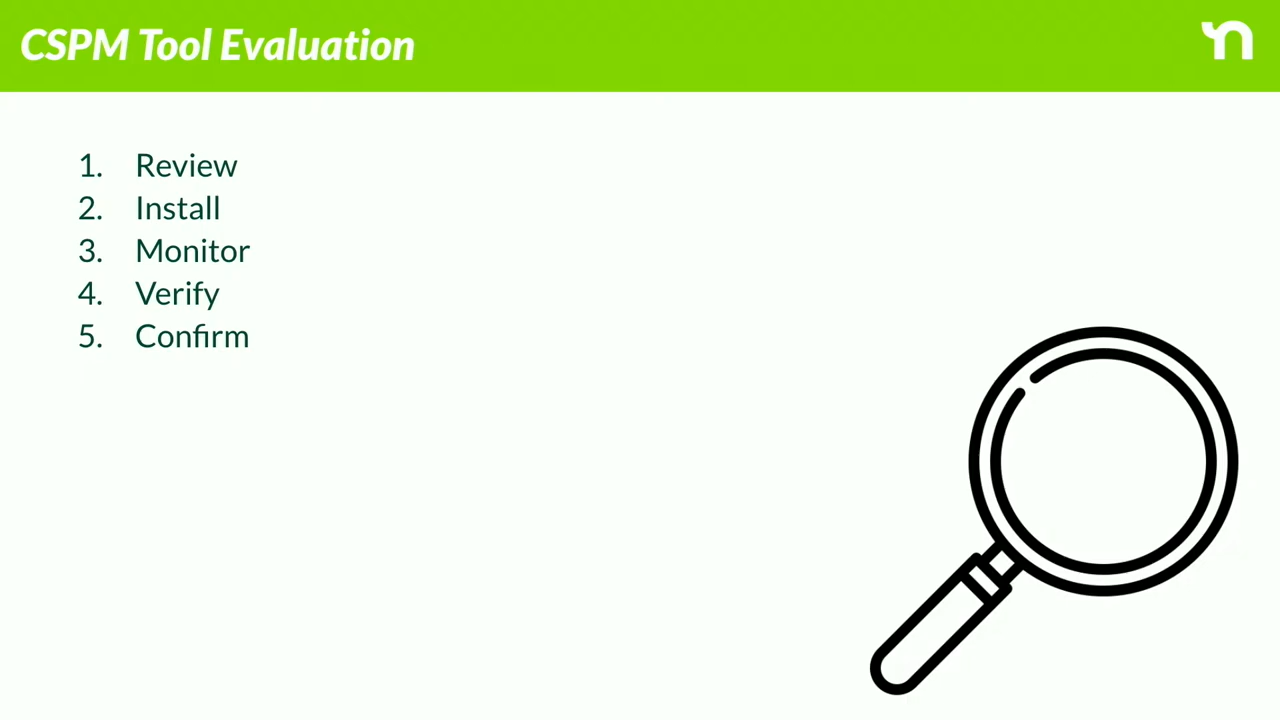 CSPM Tool Evaluation
1. Review
2. Install
3. Monitor
4. Verify
5. Confirm